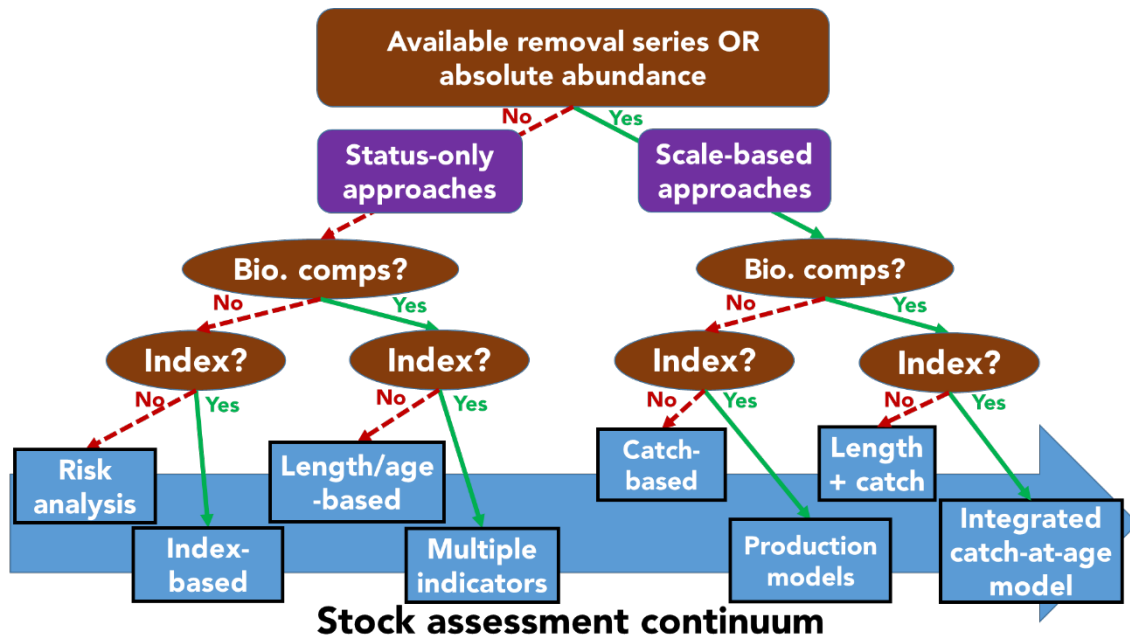 Available removal series OR
absolute abundance
No
Yes
Status-only
approaches
Scale-based
approaches
Bio. comps?
Bio. comps?
No
Yes
No
Yes
Index?
Index?
Index?
Index?
No
Yes
No
Yes
No
Yes
No
Yes
Risk
analysis
Length/age
-based
Catch-
based
Length
+ catch
Index-
based
Multiple
indicators
Production
models
Integrated
catch-at-age
model
Stock assessment continuum